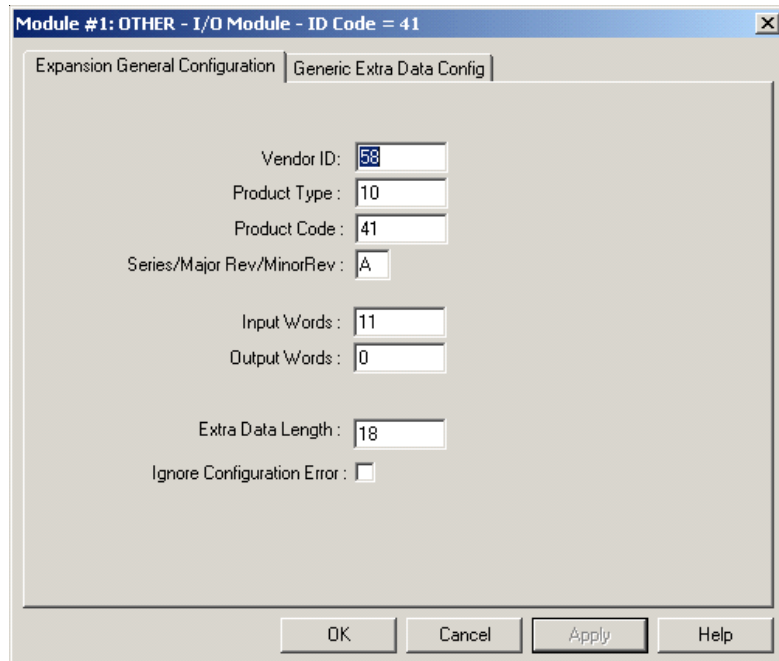 Module #1: OTHER - I/O Module - ID Code = 41
Expansion General Configuration Generic Extra Data Config
Vendor ID: 58
Product Type : 10
Product Code : 41
Series/Major Rev/MinorRev : A
Input Words : 11
Output Words : 0
Extra Data Length : 18
Ignore Configuration Error :
OK Cancel Apply Help